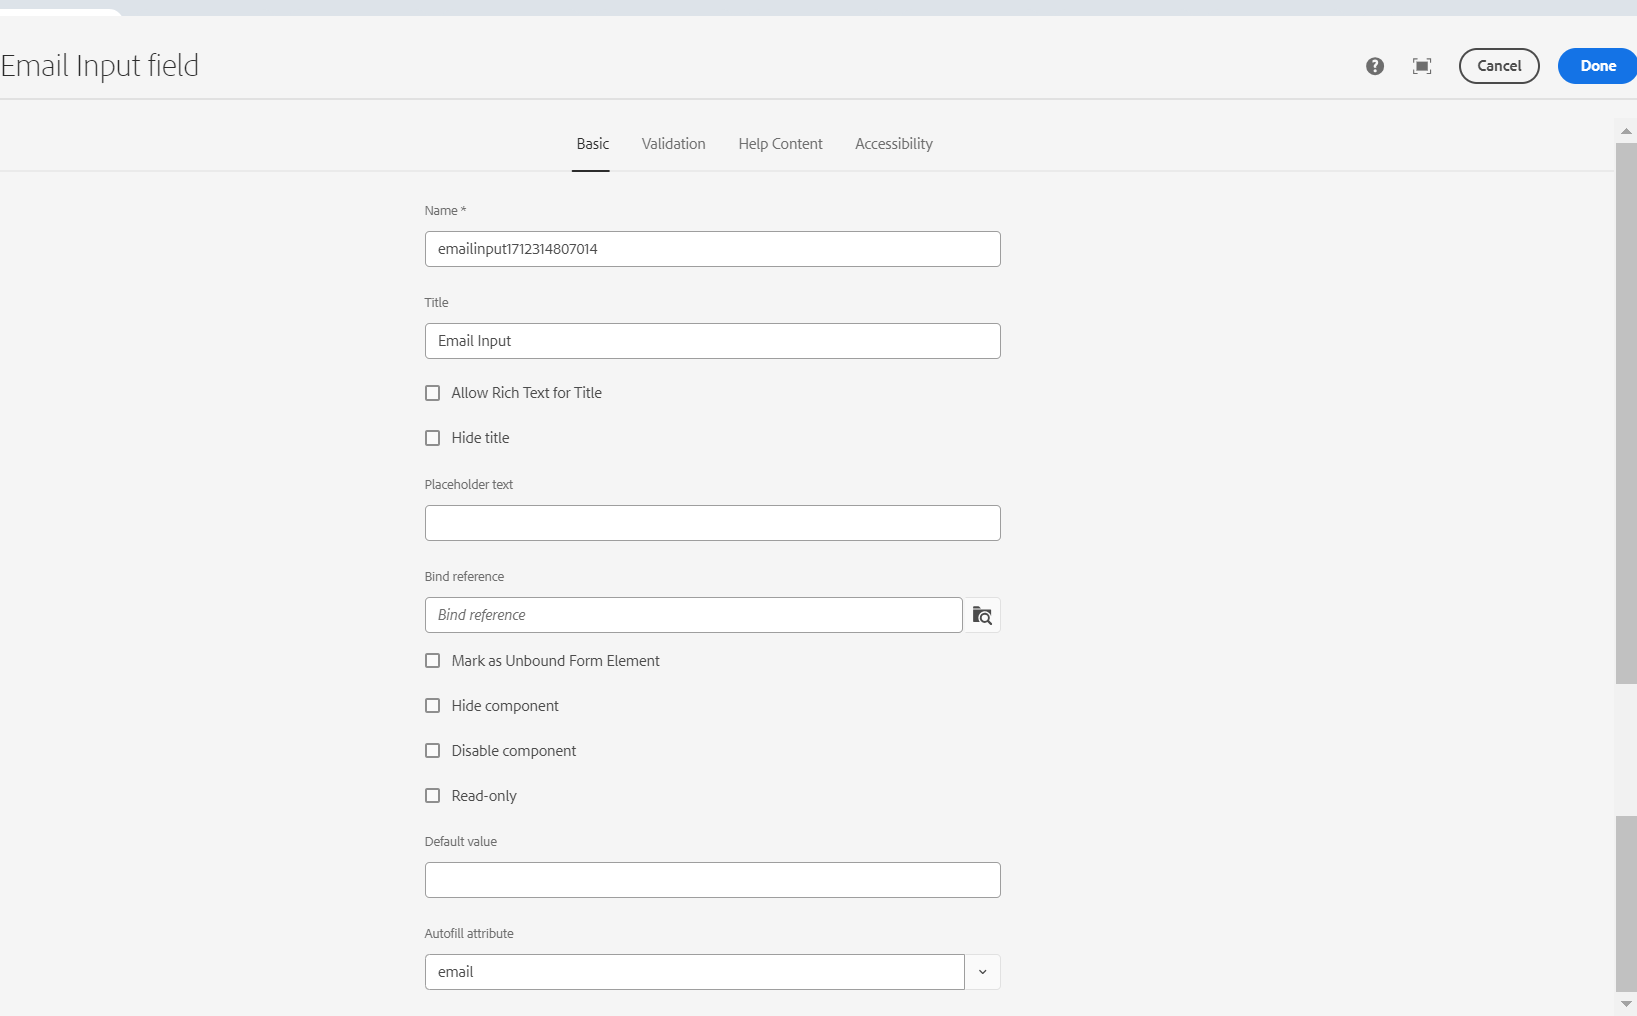 Email Input field
Cancel
Done
Basic
Validation
Help Content
Accessibility
Name *
emailinput1712314807014
Title
Email Input
Allow Rich Text for Title
Hide title
Placeholder text
Bind reference
Bind reference
Mark as Unbound Form Element
Hide component
Disable component
Read-only
Default value
Autofill attribute
email